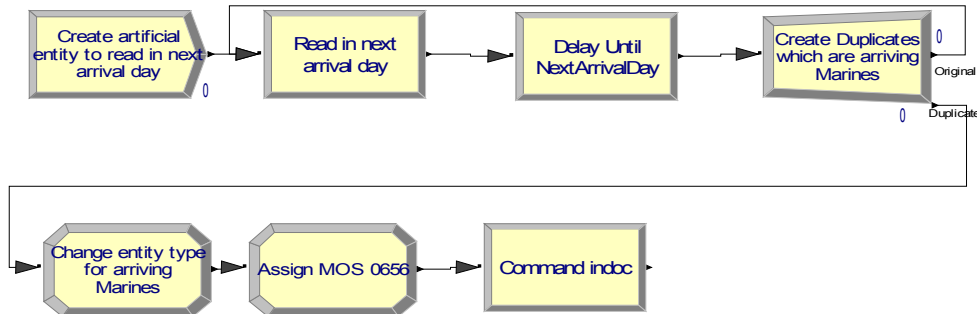 Create artificial
entity to read in next
arrival day
0
Read in next
arrival day
Delay Until
NextArrivalDay
Create Duplicates
which are arriving
Marines
0
Original
0
Duplicate
Change entity type
for arriving
Marines
Assign MOS 0656
Command indoc